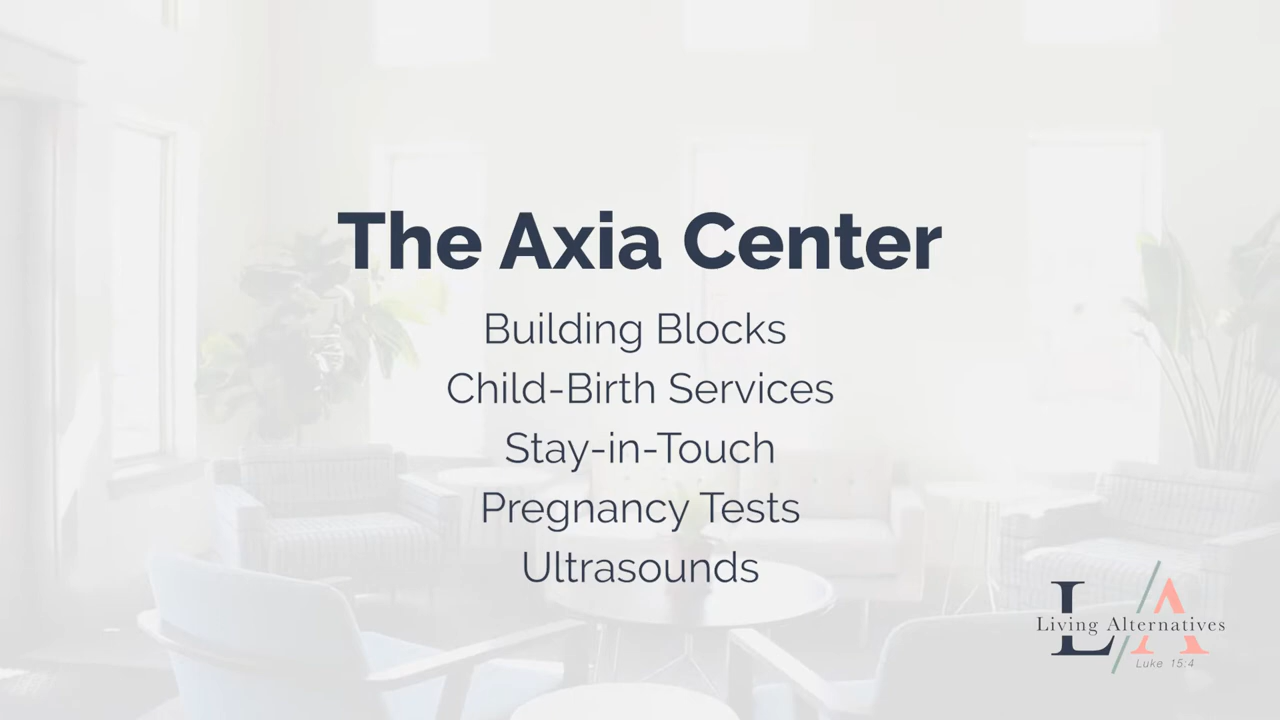 The Axia Center
Building Blocks
Child-Birth Services
Stay-in-Touch
Pregnancy Tests
Ultrasounds
L/A
Living Alternatives
Luke 15:4